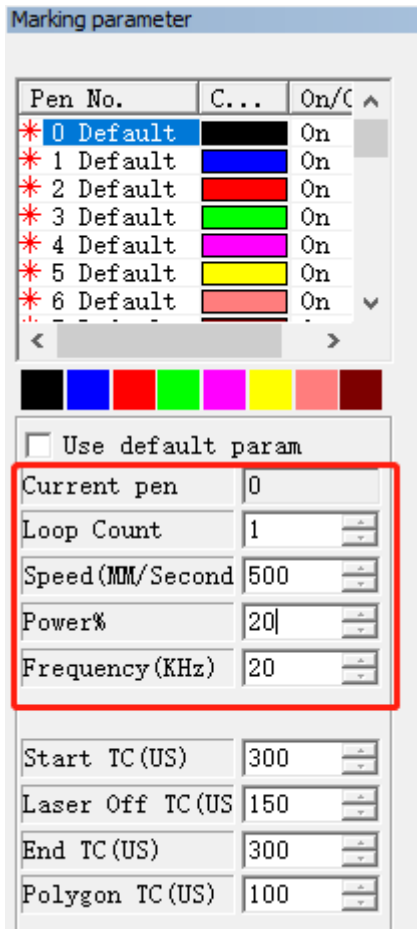 Marking parameter
Pen No. C... On/(
0 Default On
1 Default On
2 Default On
3 Default On
4 Default On
5 Default On
6 Default On
Use default param
Current pen 0
Loop Count 1
Speed(MM/Second 500
Power% 20
Frequency(KHz) 20
Start TC(US) 300
Laser Off TC(US 150
End TC(US) 300
Polygon TC(US) 100